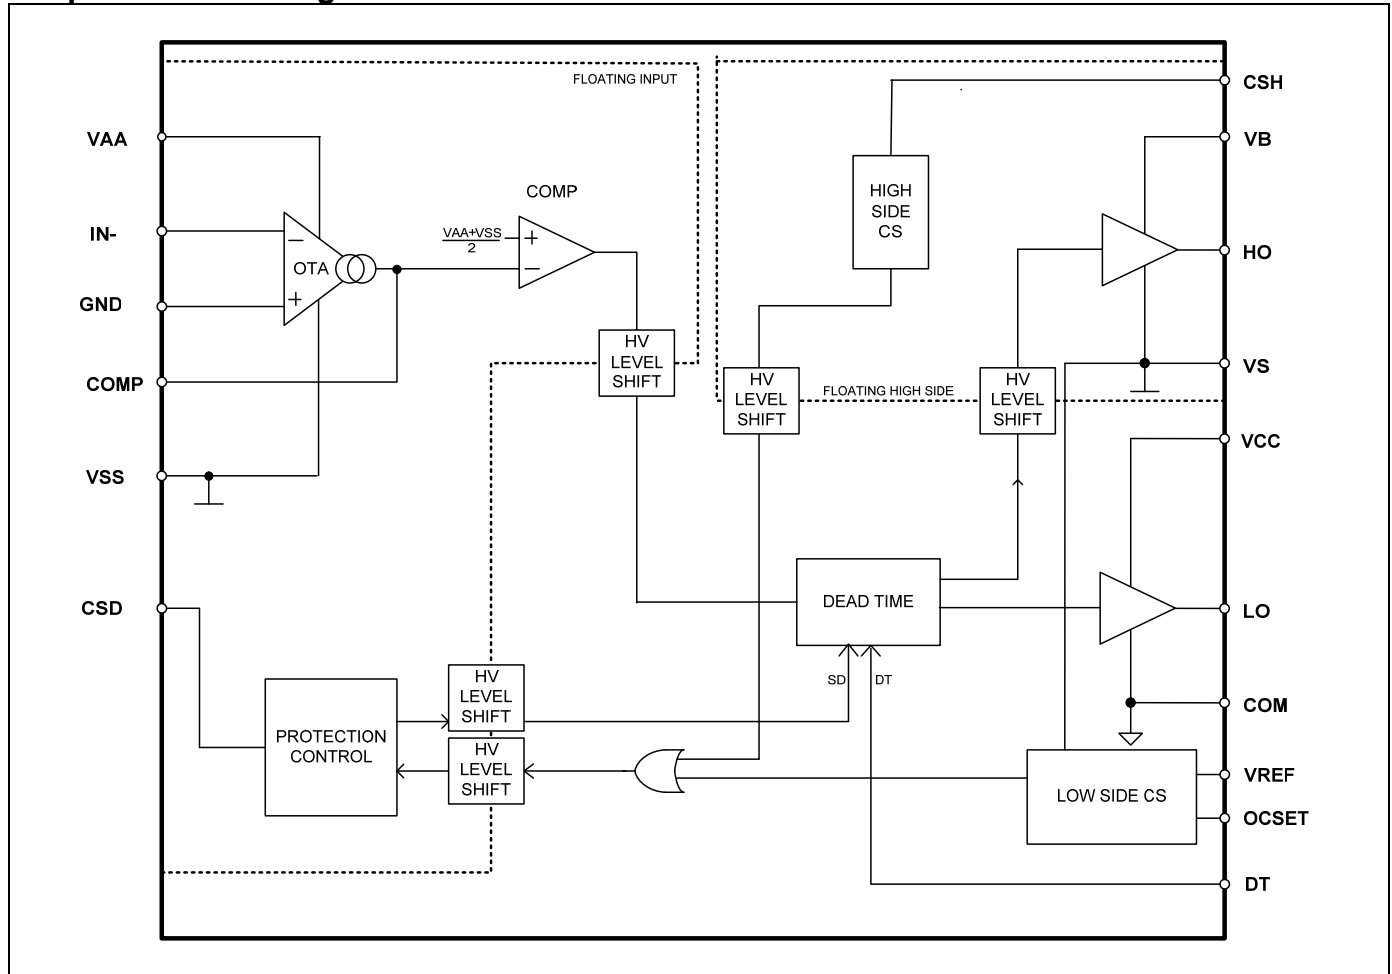 FLOATING INPUT
CSH
VAA
VB
HIGH
SIDE
CS
COMP
IN-
VAA+VSS
2
+
−
−
OTA
+
HO
GND
HV
LEVEL
SHIFT
VS
COMP
HV
LEVEL
SHIFT
FLOATING HIGH SIDE
HV
LEVEL
SHIFT
VCC
VSS
CSD
DEAD TIME
LO
SD
DT
HV
LEVEL
SHIFT
COM
PROTECTION
CONTROL
HV
LEVEL
SHIFT
LOW SIDE CS
VREF
OCSET
DT